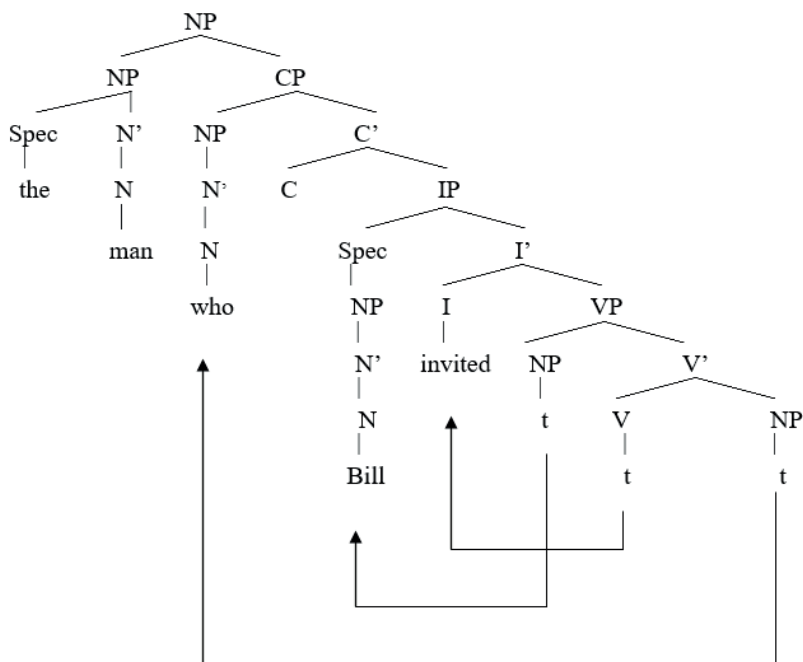 NP
NP CP
Spec N’ NP C’
the N N’ C IP
man N Spec I’
who NP I VP
N’ invited NP V’
N t V NP
Bill t t